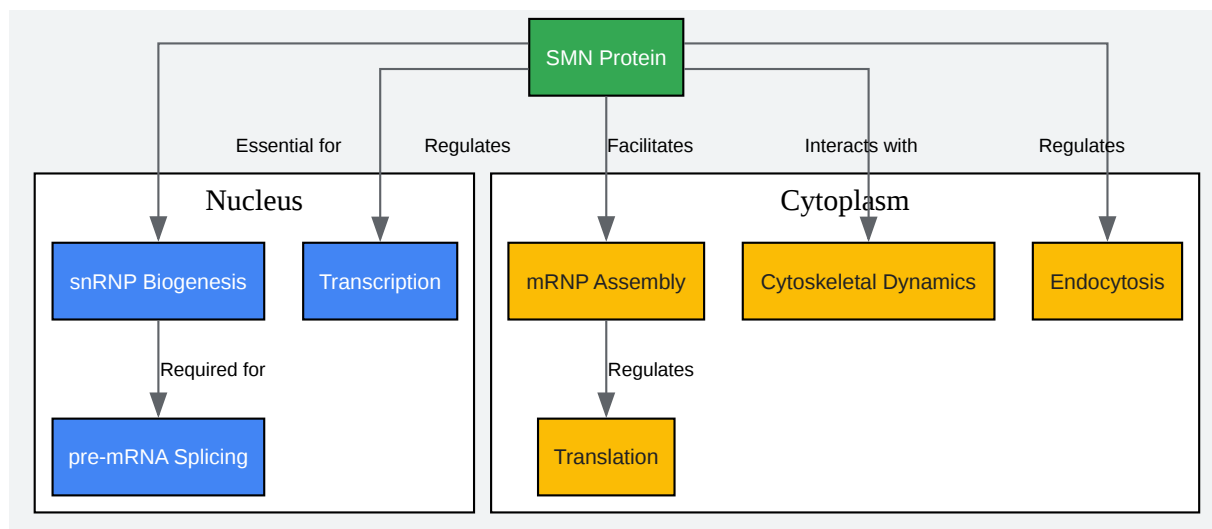 SMN Protein
Essential for
Regulates
Facilitates
Interacts with
Regulates
Nucleus
Cytoplasm
snRNP Biogenesis
Transcription
mRNP Assembly
Cytoskeletal Dynamics
Endocytosis
Required for
Regulates
pre-mRNA Splicing
Translation